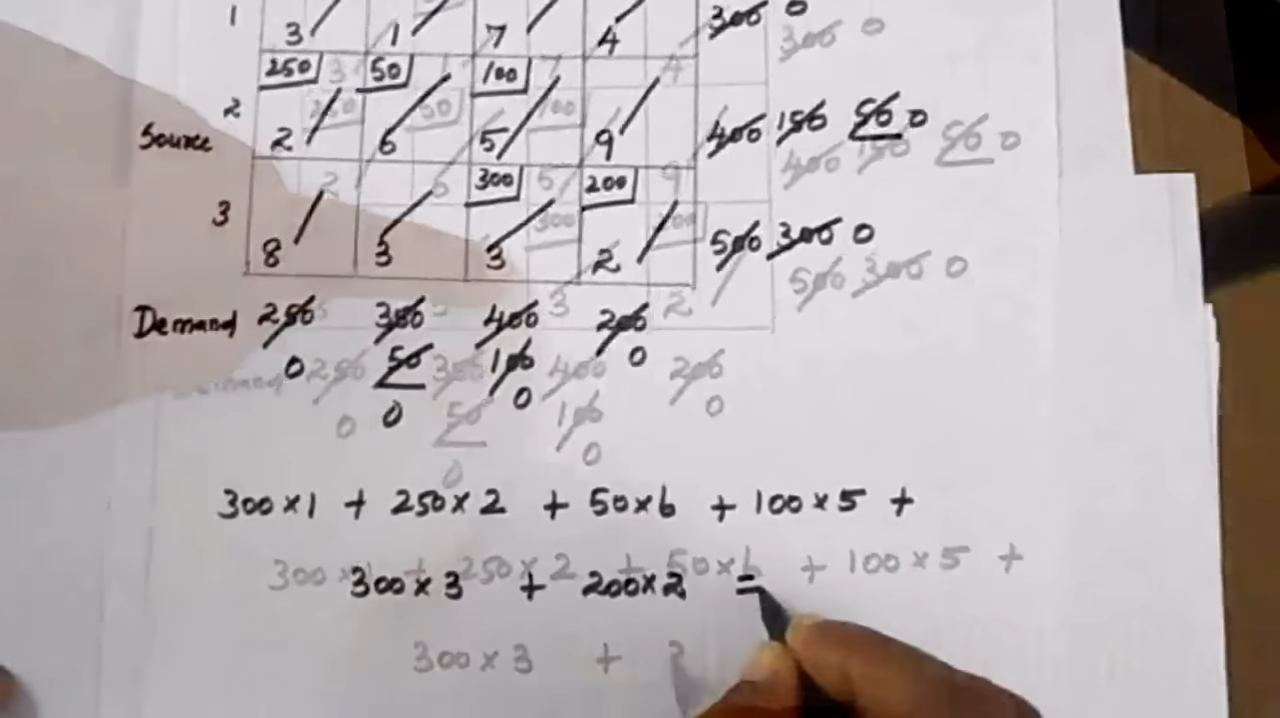 1 3 1 7 4 300 0
250 50 100
2 2 6 5 9 400 150 50 0
Source
300 200
3 8 3 3 2 500 300 0
Demand 250 350 400 200
0 50 100 0
0 0
300×1 + 250×2 + 50×6 + 100×5 +
300×3 + 200×2 =